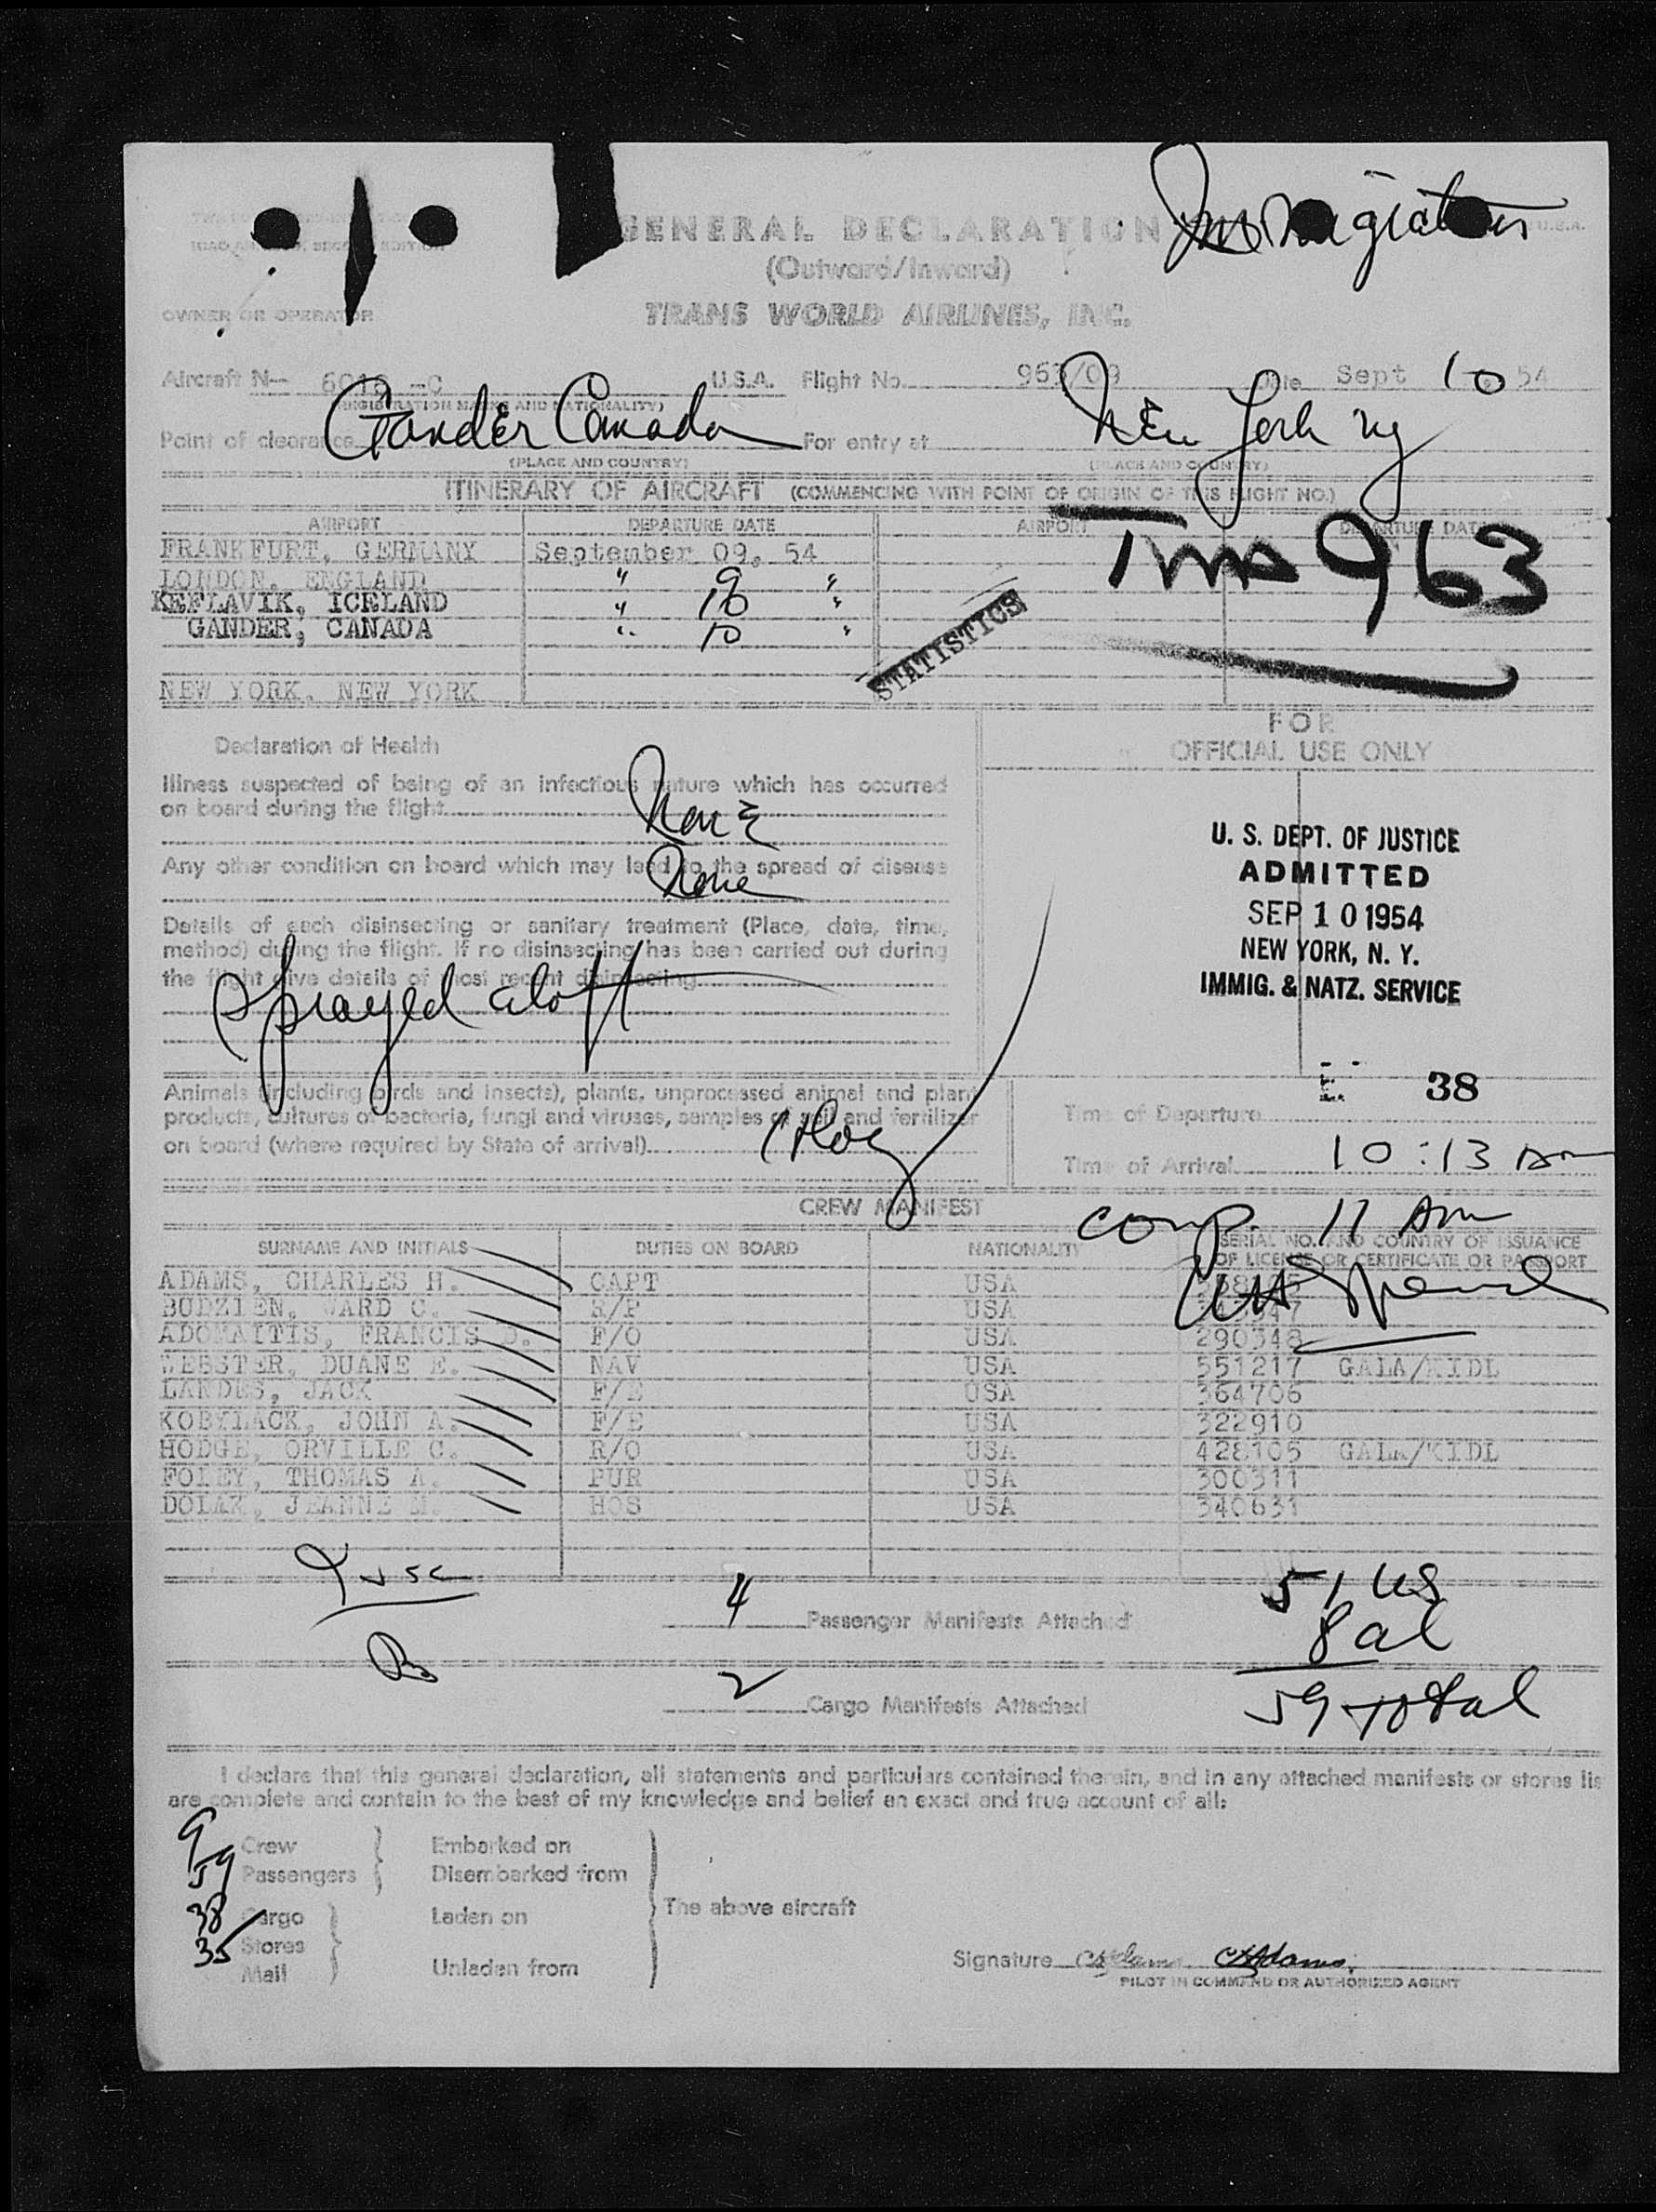 GENERAL DECLARATION
Immigration
U.S.A.
(Outward/Inward)
OWNER OR OPERATOR
TRANS WORLD AIRLINES, INC.
Aircraft N— -C U.S.A. Flight No. 963/09 Date Sept 10 54
(REGISTRATION MARKS AND NATIONALITY)
Point of clearance Gander Canada For entry at New York NY
(PLACE AND COUNTRY) (PLACE AND COUNTRY)
ITINERARY OF AIRCRAFT (COMMENCING WITH POINT OF ORIGIN OF THIS FLIGHT NO.)
AIRPORT DEPARTURE DATE AIRPORT DEPARTURE DATE
FRANKFURT, GERMANY September 09, 54
TWA 963
LONDON, ENGLAND " 9 "
KEFLAVIK, ICELAND " 10 "
GANDER, CANADA " 10 "
STATISTICS
NEW YORK, NEW YORK
FOR
OFFICIAL USE ONLY
Declaration of Health
Illness suspected of being of an infectious nature which has occurred
on board during the flight None
Any other condition on board which may lead to the spread of disease
None
Details of each disinsecting or sanitary treatment (Place, date, time,
method) during the flight. If no disinsecting has been carried out during
the flight give details of most recent disinsecting
Sprayed aloft
U. S. DEPT. OF JUSTICE
ADMITTED
SEP 10 1954
NEW YORK, N. Y.
IMMIG. & NATZ. SERVICE
38
Animals (including birds and insects), plants, unprocessed animal and plant
products, cultures of bacteria, fungi and viruses, samples of soil and fertilizer
on board (where required by State of arrival) 1 Dog
Time of Departure
Time of Arrival 10:13 Am
CREW MANIFEST
comp. 11 Am
SURNAME AND INITIALS DUTIES ON BOARD NATIONALITY SERIAL NO. AND COUNTRY OF ISSUANCE
OF LICENSE OR CERTIFICATE OR PASSPORT
ADAMS, CHARLES H. CAPT USA
BUDZIEN, WARD C. R/P USA
ADOMAITIS, FRANCIS D. F/O USA 290348
WEBSTER, DUANE E. NAV USA 551217 GALA/KIDL
LANDES, JACK F/E USA 364706
KOBYLACK, JOHN A. F/E USA 322910
HODGE, ORVILLE C. R/O USA 428105 GALA/KIDL
FOLEY, THOMAS A. PUR USA 300311
DOLAK, JEANNE M. HOS USA 340631
51 US
4 Passenger Manifests Attached
8 al
2 Cargo Manifests Attached
59 total
I declare that this general declaration, all statements and particulars contained therein, and in any attached manifests or stores lis
are complete and contain to the best of my knowledge and belief an exact and true account of all:
9 Crew Embarked on
59 Passengers Disembarked from
The above aircraft
38 Cargo Laden on
35 Stores
Mail Unladen from
Signature CHAdams CHAdams
PILOT IN COMMAND OR AUTHORIZED AGENT